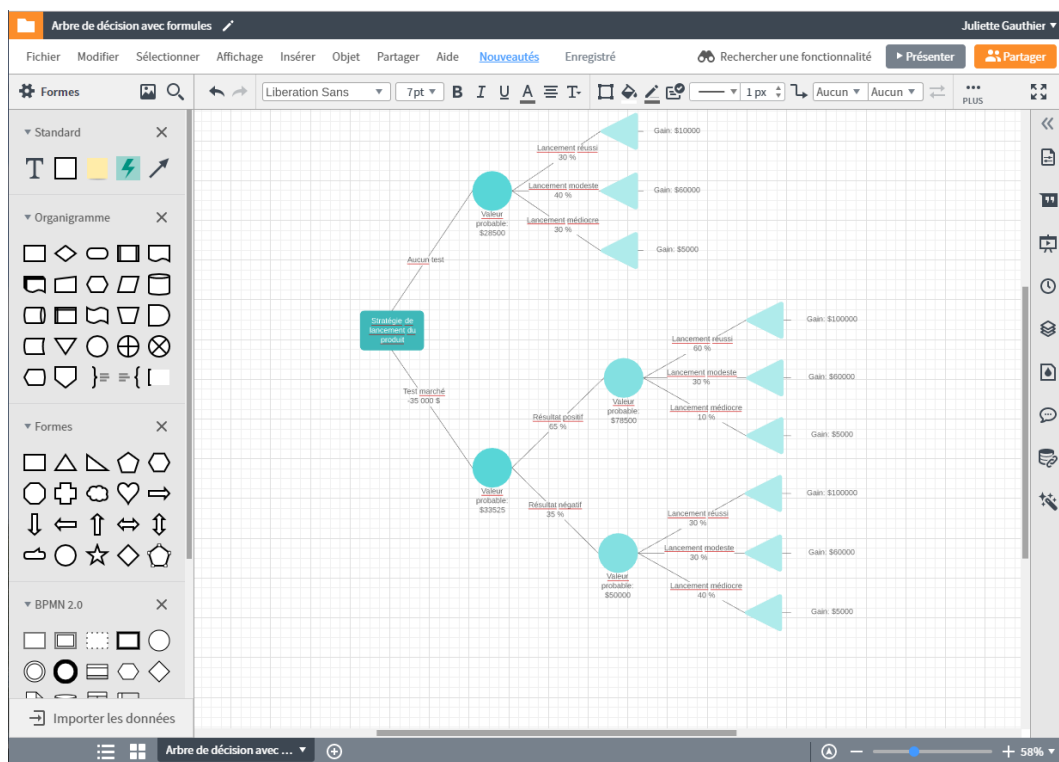 Arbre de décision avec formules
Juliette Gauthier
Fichier Modifier Sélectionner Affichage Insérer Objet Partager Aide Nouveautés Enregistré
Rechercher une fonctionnalité
Présenter
Partager
Formes
Liberation Sans
7pt
B I U A T
1 px
Aucun
Aucun
PLUS
Standard
T
Organigramme
Formes
BPMN 2.0
Importer les données
Gain: $10000
Lancement réussi
30 %
Lancement modeste
40 %
Gain: $60000
Valeur
probable:
$28500
Lancement médiocre
30 %
Gain: $5000
Aucun test
Stratégie de
lancement du
produit
Test marché
-35 000 $
Gain: $100000
Lancement réussi
60 %
Lancement modeste
30 %
Gain: $60000
Valeur
probable:
$78500
Lancement médiocre
10 %
Gain: $5000
Résultat positif
65 %
Valeur
probable:
$33525
Résultat négatif
35 %
Gain: $100000
Lancement réussi
30 %
Lancement modeste
30 %
Gain: $60000
Valeur
probable:
$50000
Lancement médiocre
40 %
Gain: $5000
Arbre de décision avec ...
58%